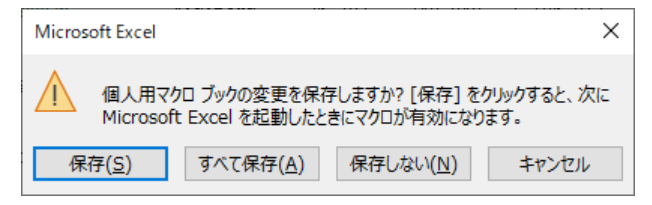 Microsoft Excel
個人用マクロ ブックの変更を保存しますか? [保存] をクリックすると、次に
Microsoft Excel を起動したときにマクロが有効になります。
保存(S) すべて保存(A) 保存しない(N) キャンセル